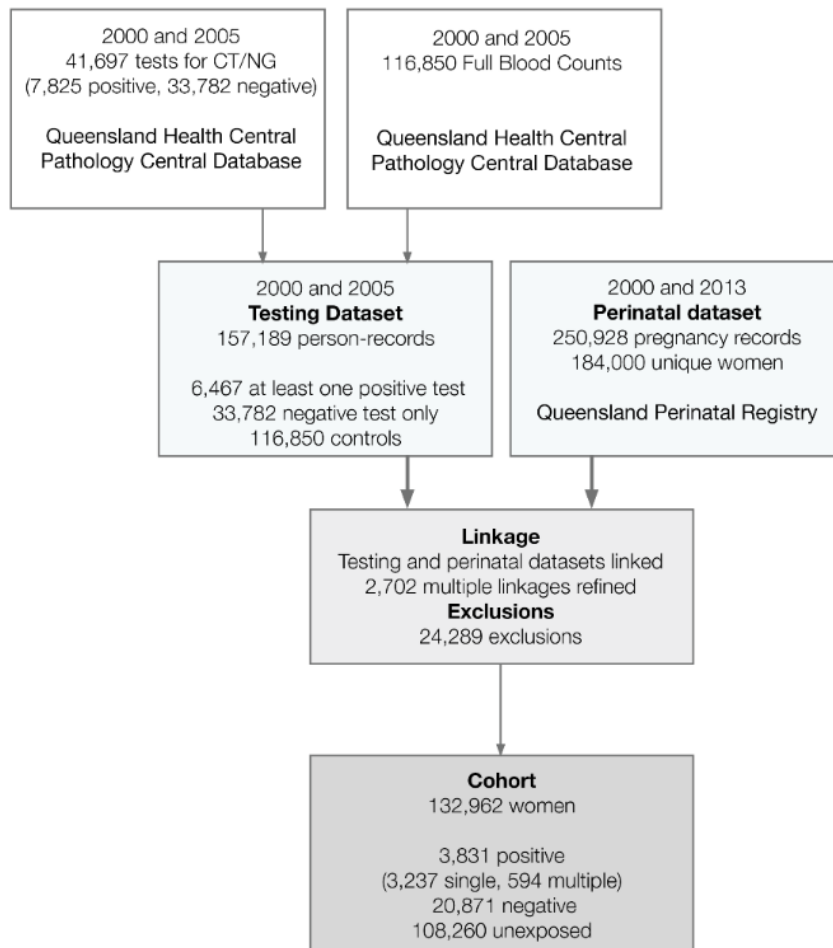 2000 and 2005
41,697 tests for CT/NG
(7,825 positive, 33,782 negative)
Queensland Health Central
Pathology Central Database
2000 and 2005
116,850 Full Blood Counts
Queensland Health Central
Pathology Central Database
2000 and 2005
Testing Dataset
157,189 person-records
6,467 at least one positive test
33,782 negative test only
116,850 controls
2000 and 2013
Perinatal dataset
250,928 pregnancy records
184,000 unique women
Queensland Perinatal Registry
Linkage
Testing and perinatal datasets linked
2,702 multiple linkages refined
Exclusions
24,289 exclusions
Cohort
132,962 women
3,831 positive
(3,237 single, 594 multiple)
20,871 negative
108,260 unexposed